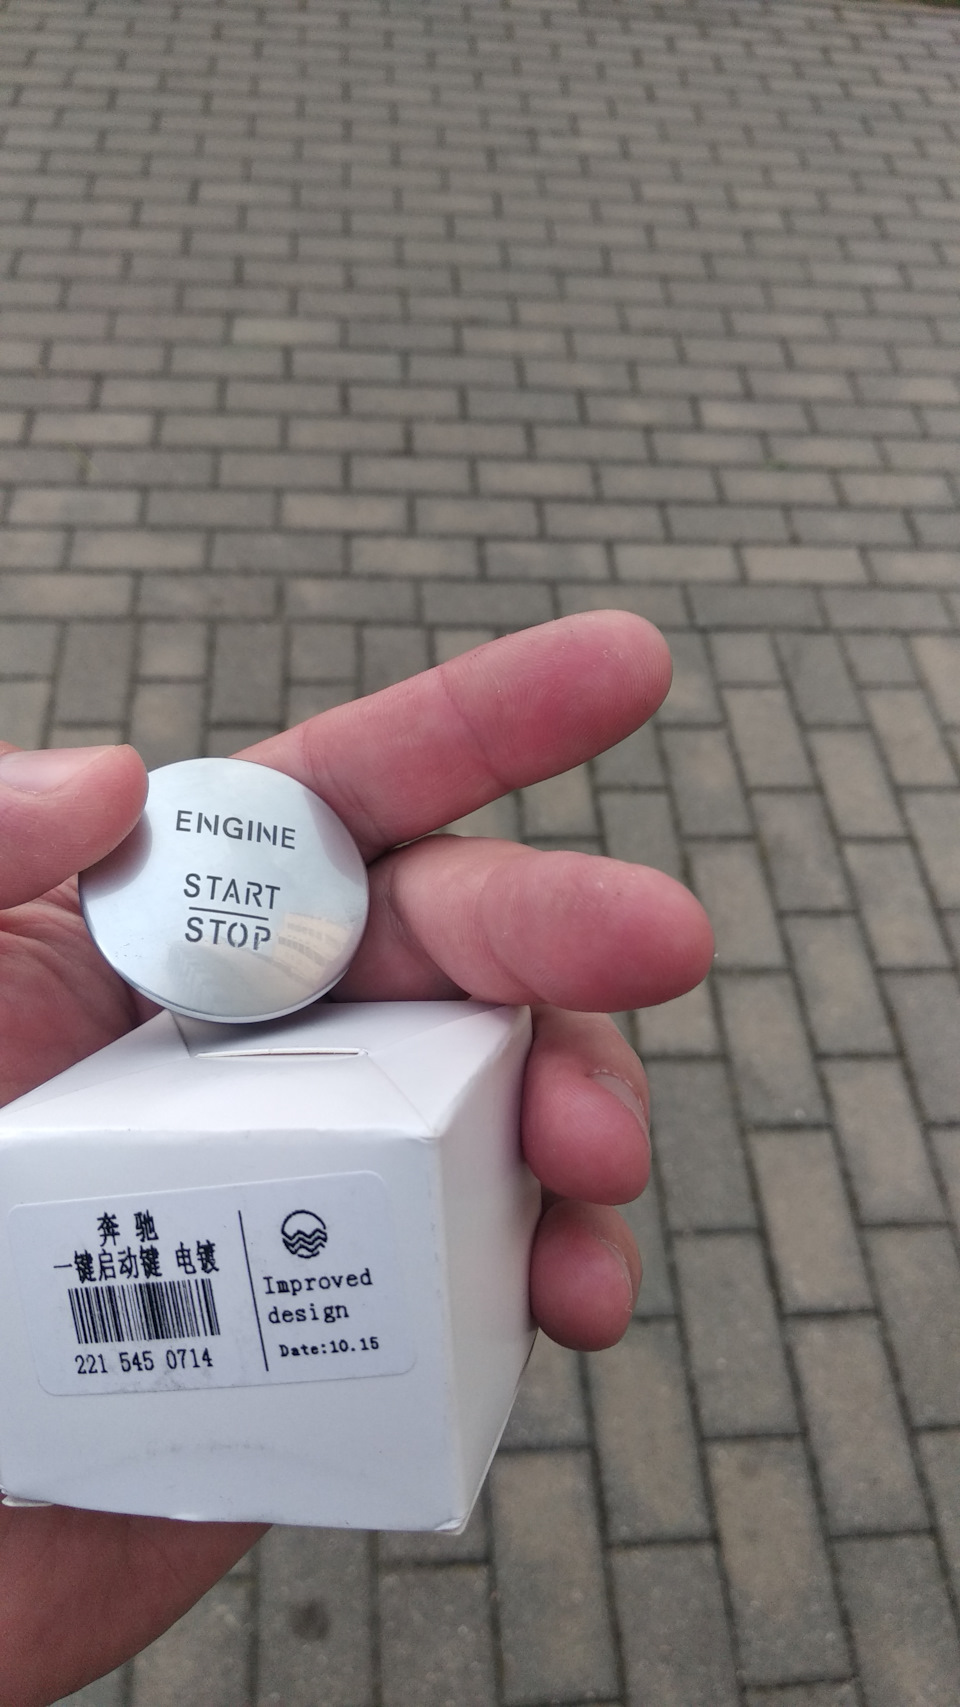 ENGINE
START
STOP
奔 驰
一键启动键 电镀
221 545 0714
Improved
design
Date:10.15